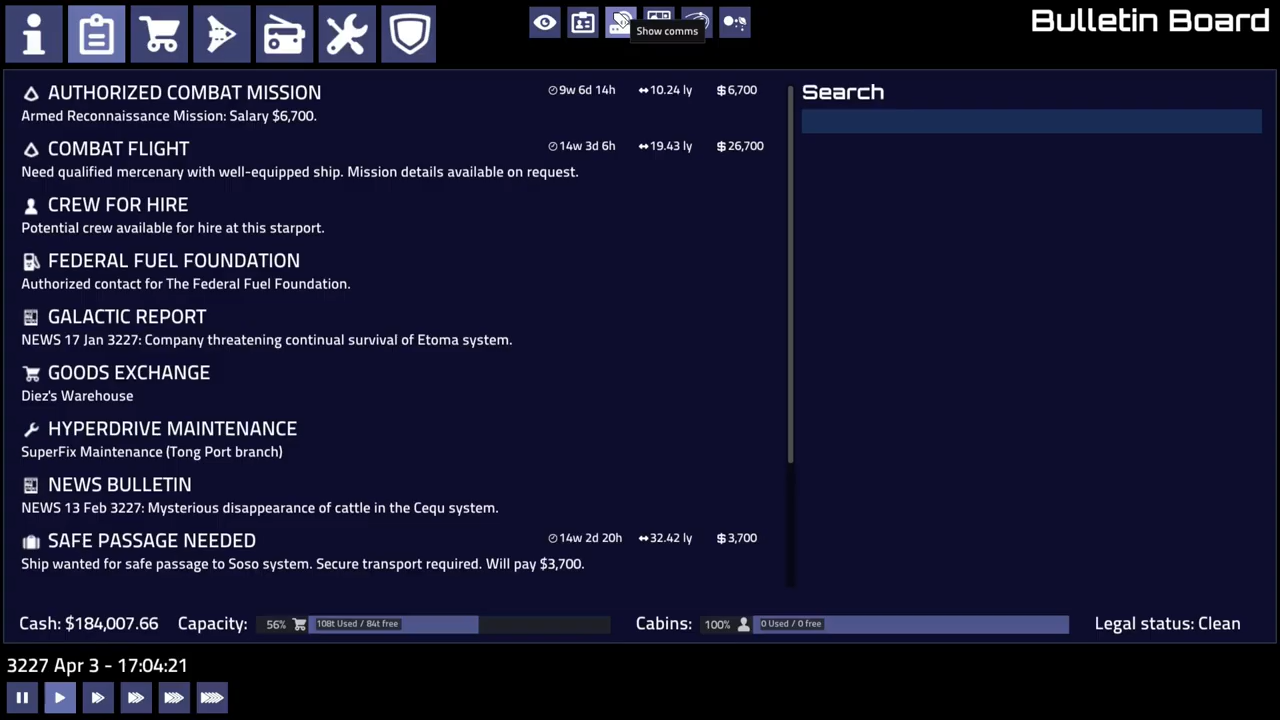 Show comms
Bulletin Board
AUTHORIZED COMBAT MISSION 9w 6d 14h 10.24 ly $6,700
Armed Reconnaissance Mission: Salary $6,700.
COMBAT FLIGHT 14w 3d 6h 19.43 ly $26,700
Need qualified mercenary with well-equipped ship. Mission details available on request.
CREW FOR HIRE
Potential crew available for hire at this starport.
FEDERAL FUEL FOUNDATION
Authorized contact for The Federal Fuel Foundation.
GALACTIC REPORT
NEWS 17 Jan 3227: Company threatening continual survival of Etoma system.
GOODS EXCHANGE
Diez's Warehouse
HYPERDRIVE MAINTENANCE
SuperFix Maintenance (Tong Port branch)
NEWS BULLETIN
NEWS 13 Feb 3227: Mysterious disappearance of cattle in the Cequ system.
SAFE PASSAGE NEEDED 14w 2d 20h 32.42 ly $3,700
Ship wanted for safe passage to Soso system. Secure transport required. Will pay $3,700.
Search
Cash: $184,007.66 Capacity: 56% 108t Used / 84t free Cabins: 100% 0 Used / 0 free Legal status: Clean
3227 Apr 3 - 17:04:21